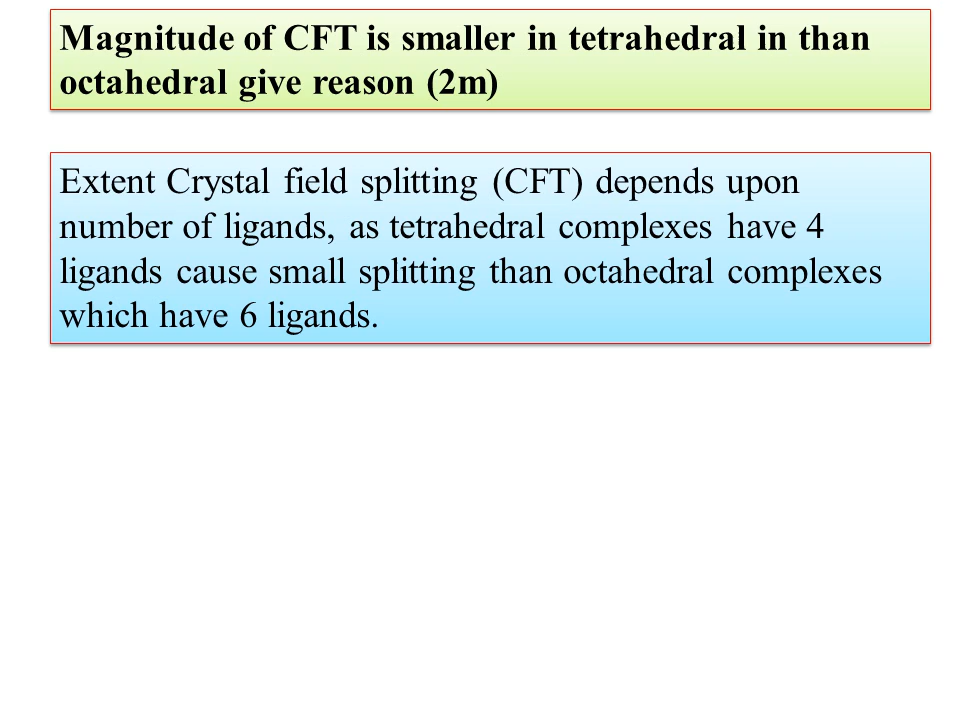 Magnitude of CFT is smaller in tetrahedral in than
octahedral give reason (2m)
Extent Crystal field splitting (CFT) depends upon
number of ligands, as tetrahedral complexes have 4
ligands cause small splitting than octahedral complexes
which have 6 ligands.